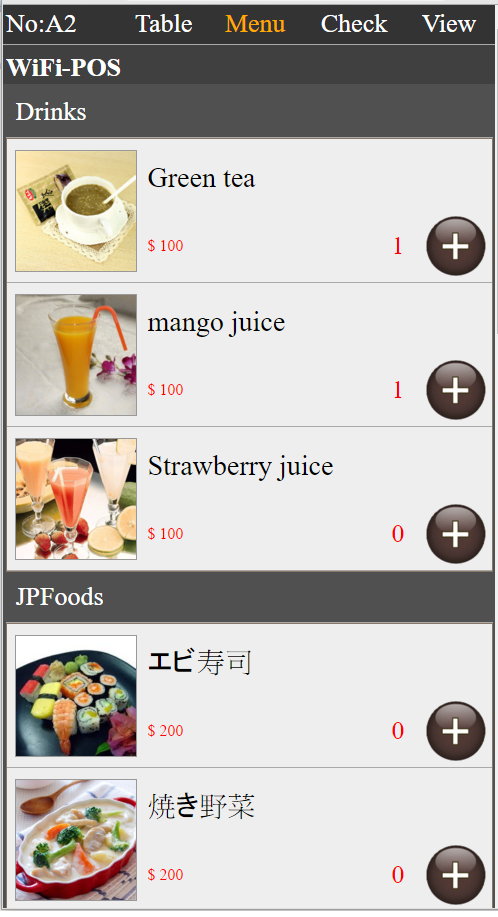 No:A2 Table Menu Check View
WiFi-POS
Drinks
Green tea
$ 100 1
mango juice
$ 100 1
Strawberry juice
$ 100 0
JPFoods
エビ寿司
$ 200 0
焼き野菜
$ 200 0